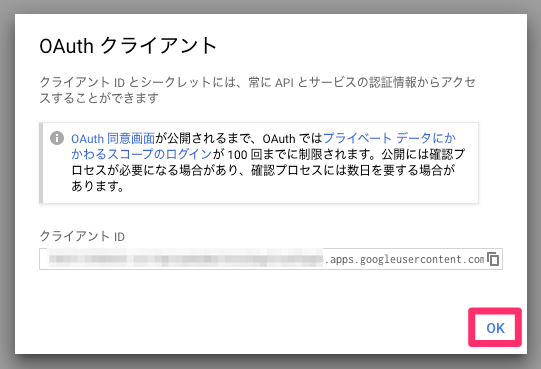 OAuth クライアント
クライアント ID とシークレットには、常に API とサービスの認証情報からアクセ
スすることができます
OAuth 同意画面が公開されるまで、OAuth ではプライベート データにか
かわるスコープのログインが 100 回までに制限されます。公開には確認プ
ロセスが必要になる場合があり、確認プロセスには数日を要する場合が
あります。
クライアント ID
.apps.googleusercontent.com
OK